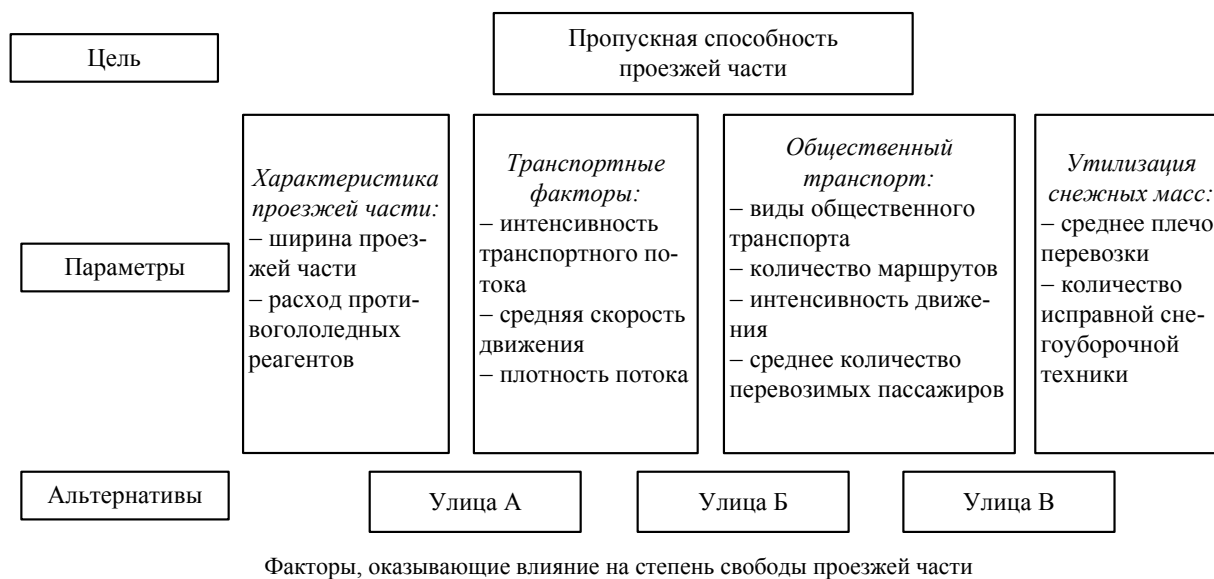 Цель
Пропускная способность
проезжей части
Параметры
Характеристика
проезжей части:
– ширина проез-
жей части
– расход проти-
вогололедных
реагентов
Транспортные
факторы:
– интенсивность
транспортного по-
тока
– средняя скорость
движения
– плотность потока
Общественный
транспорт:
– виды общественного
транспорта
– количество маршрутов
– интенсивность движе-
ния
– среднее количество
перевозимых пассажиров
Утилизация
снежных масс:
– среднее плечо
перевозки
– количество
исправной сне-
гоуборочной
техники
Альтернативы
Улица А
Улица Б
Улица В
Факторы, оказывающие влияние на степень свободы проезжей части